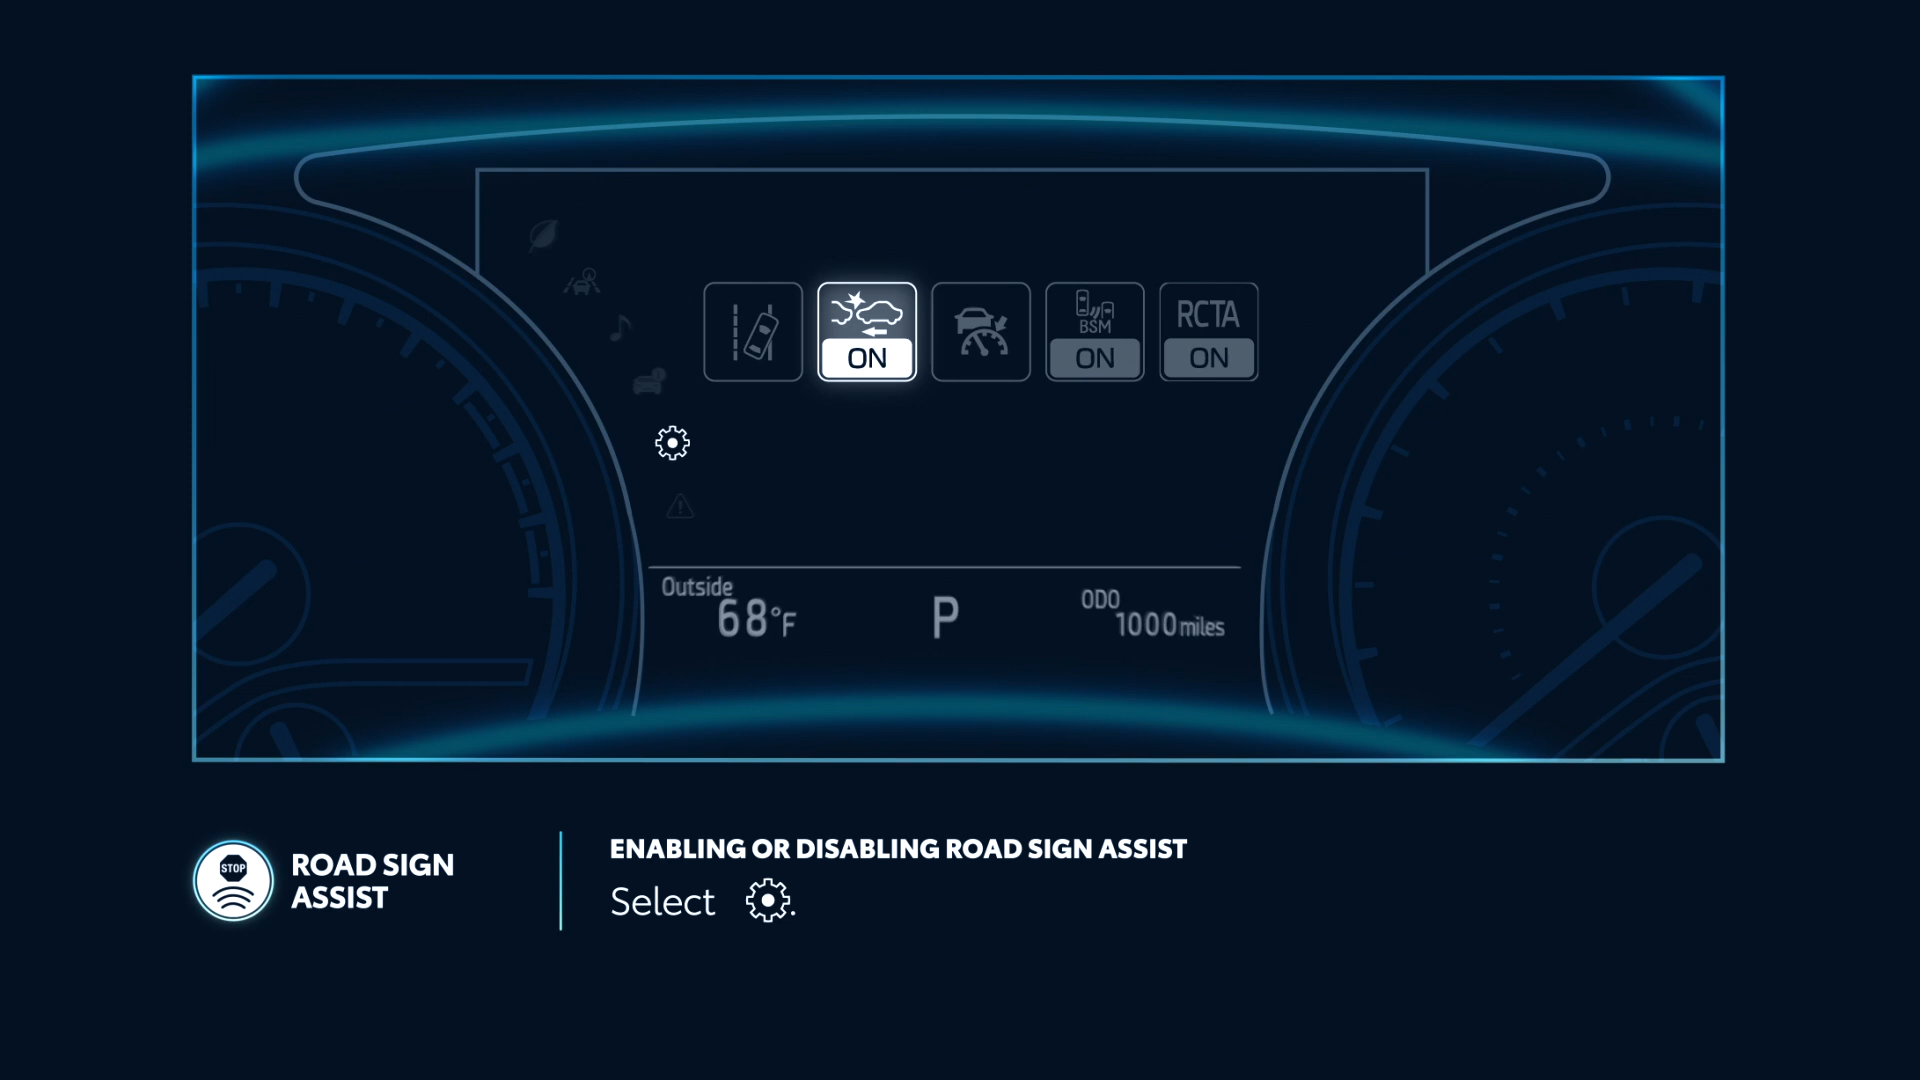 BSM
RCTA
ON
ON
ON
Outside
68°F
P
ODO
1000 miles
STOP
ROAD SIGN
ASSIST
ENABLING OR DISABLING ROAD SIGN ASSIST
Select .